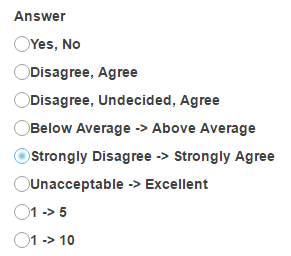 Answer
Yes, No
Disagree, Agree
Disagree, Undecided, Agree
Below Average -> Above Average
Strongly Disagree -> Strongly Agree
Unacceptable -> Excellent
1 -> 5
1 -> 10